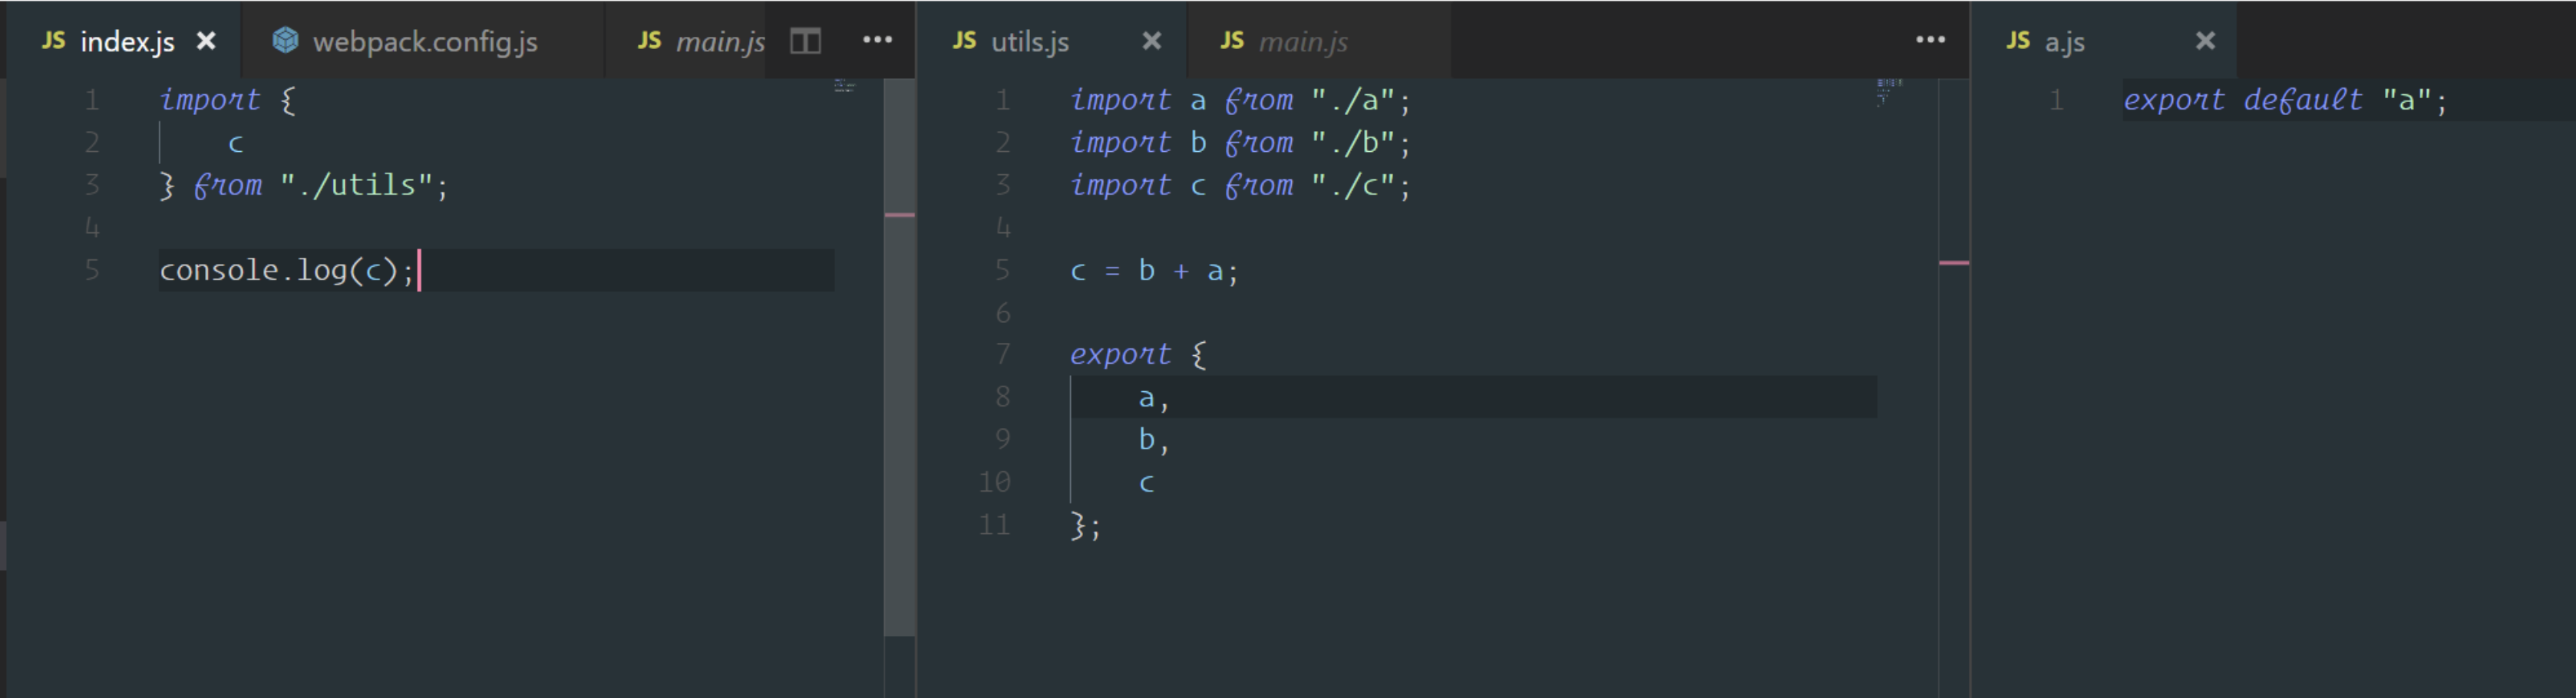 JS index.js ×
webpack.config.js
JS main.js
1 import {
2 c
3 } from "./utils";
4
5 console.log(c);
JS utils.js ×
JS main.js
1 import a from "./a";
2 import b from "./b";
3 import c from "./c";
4
5 c = b + a;
6
7 export {
8 a,
9 b,
10 c
11 };
JS a.js ×
1 export default "a";